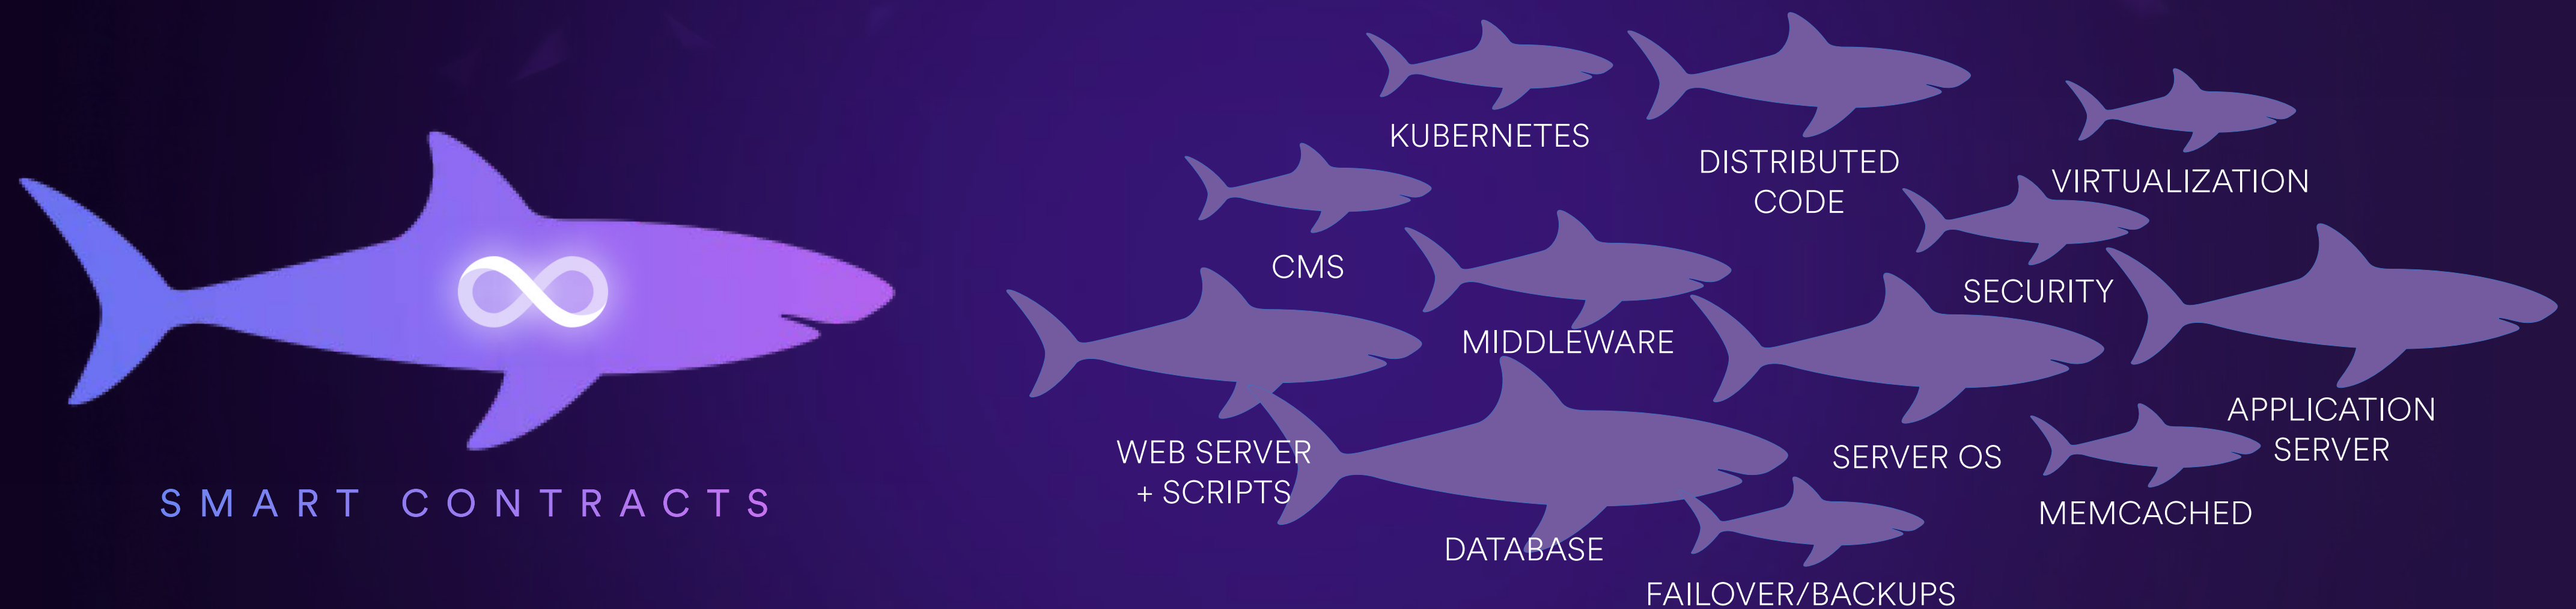 SMART CONTRACTS
KUBERNETES
DISTRIBUTED
CODE
VIRTUALIZATION
CMS
SECURITY
MIDDLEWARE
WEB SERVER
+ SCRIPTS
SERVER OS
APPLICATION
SERVER
MEMCACHED
DATABASE
FAILOVER/BACKUPS